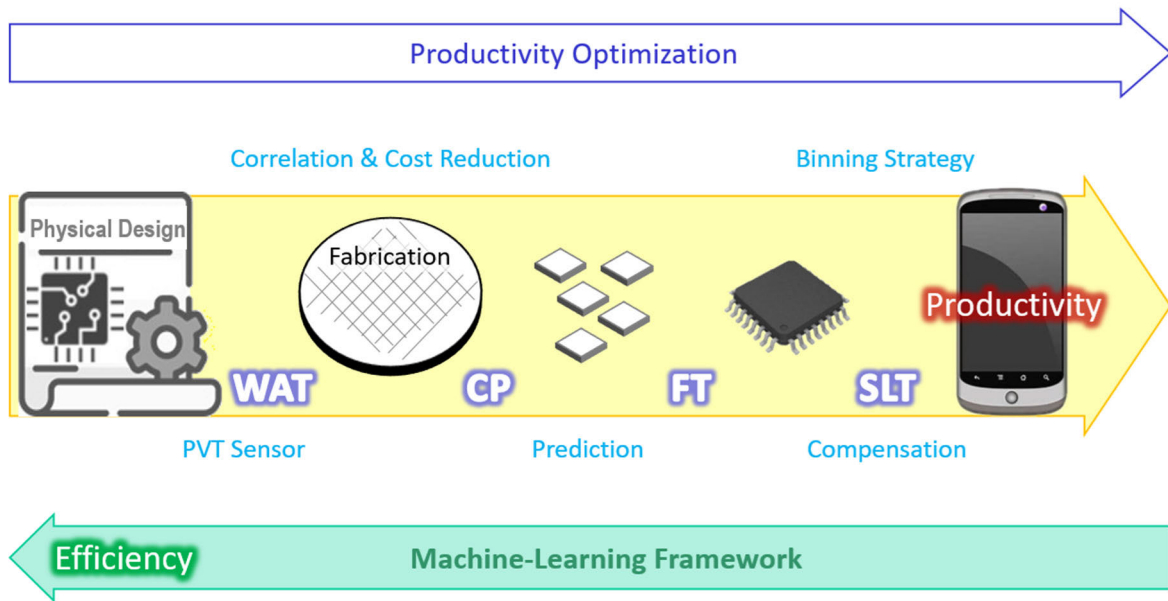 Productivity Optimization
Correlation & Cost Reduction
Binning Strategy
Physical Design
Fabrication
Productivity
WAT
CP
FT
SLT
PVT Sensor
Prediction
Compensation
Efficiency
Machine-Learning Framework